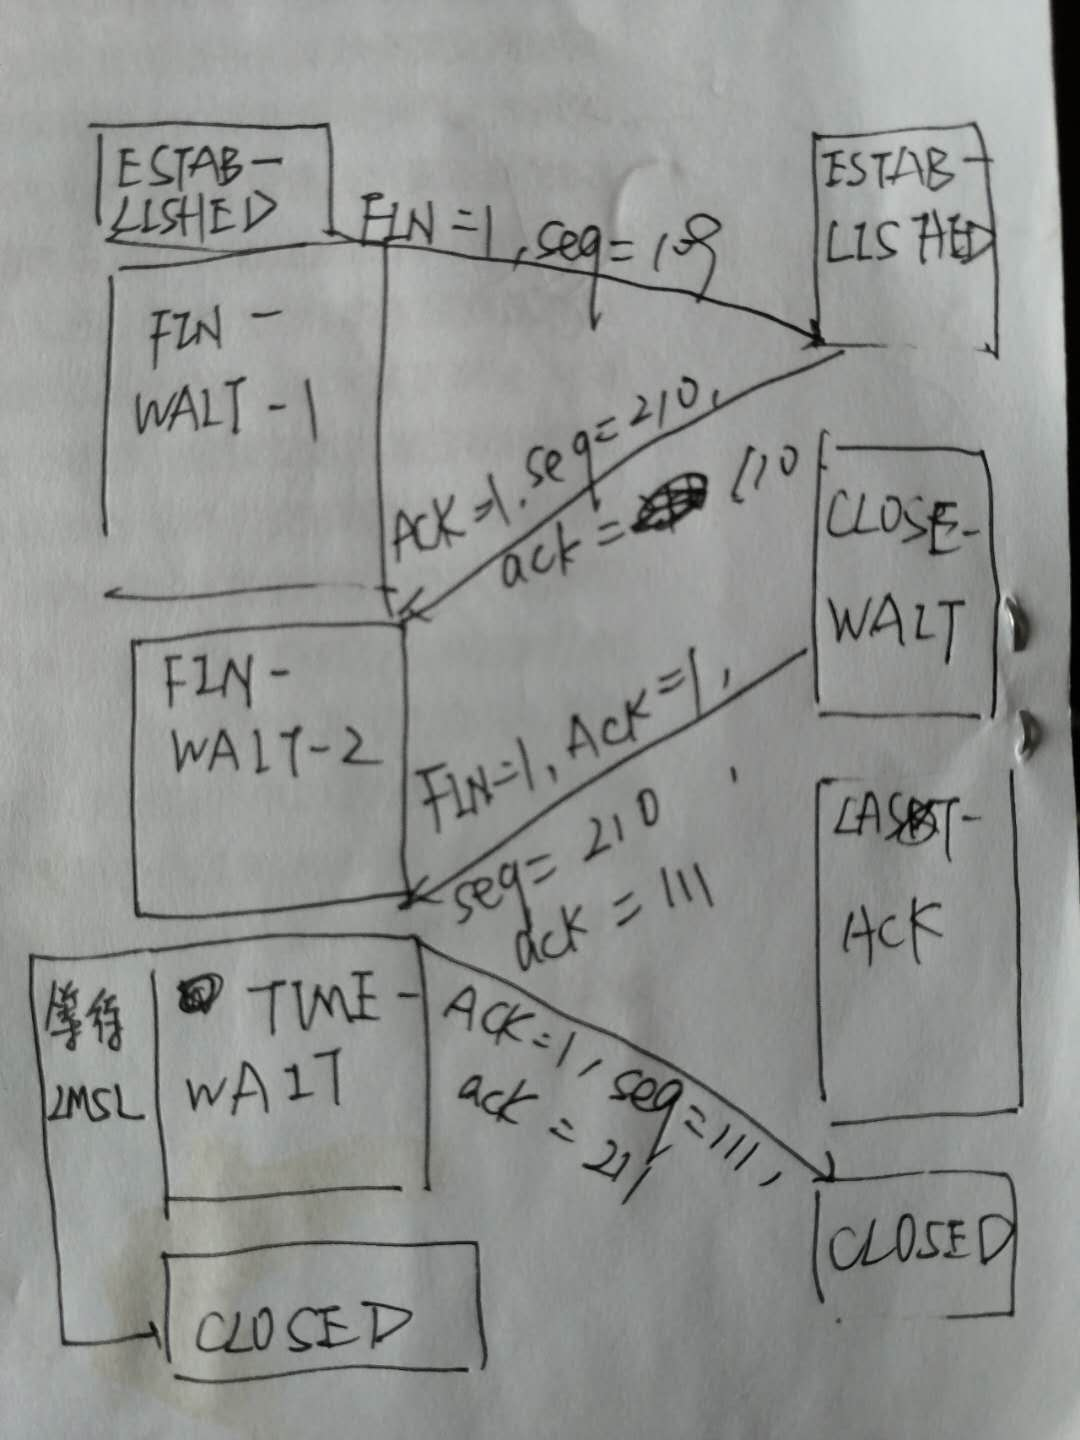 ESTAB-
LISHED
FIN=1, seq=109
ESTAB-
LISHED
FIN-
WAIT-1
ACK=1, seq=210,
ack= 110
CLOSE-
WAIT
FIN-
WAIT-2
FIN=1, ACK=1,
seq=210
ack=111
LAST-
ACK
等待
2MSL
TIME-
WAIT
ACK=1, seq=111,
ack=211
CLOSED
CLOSED